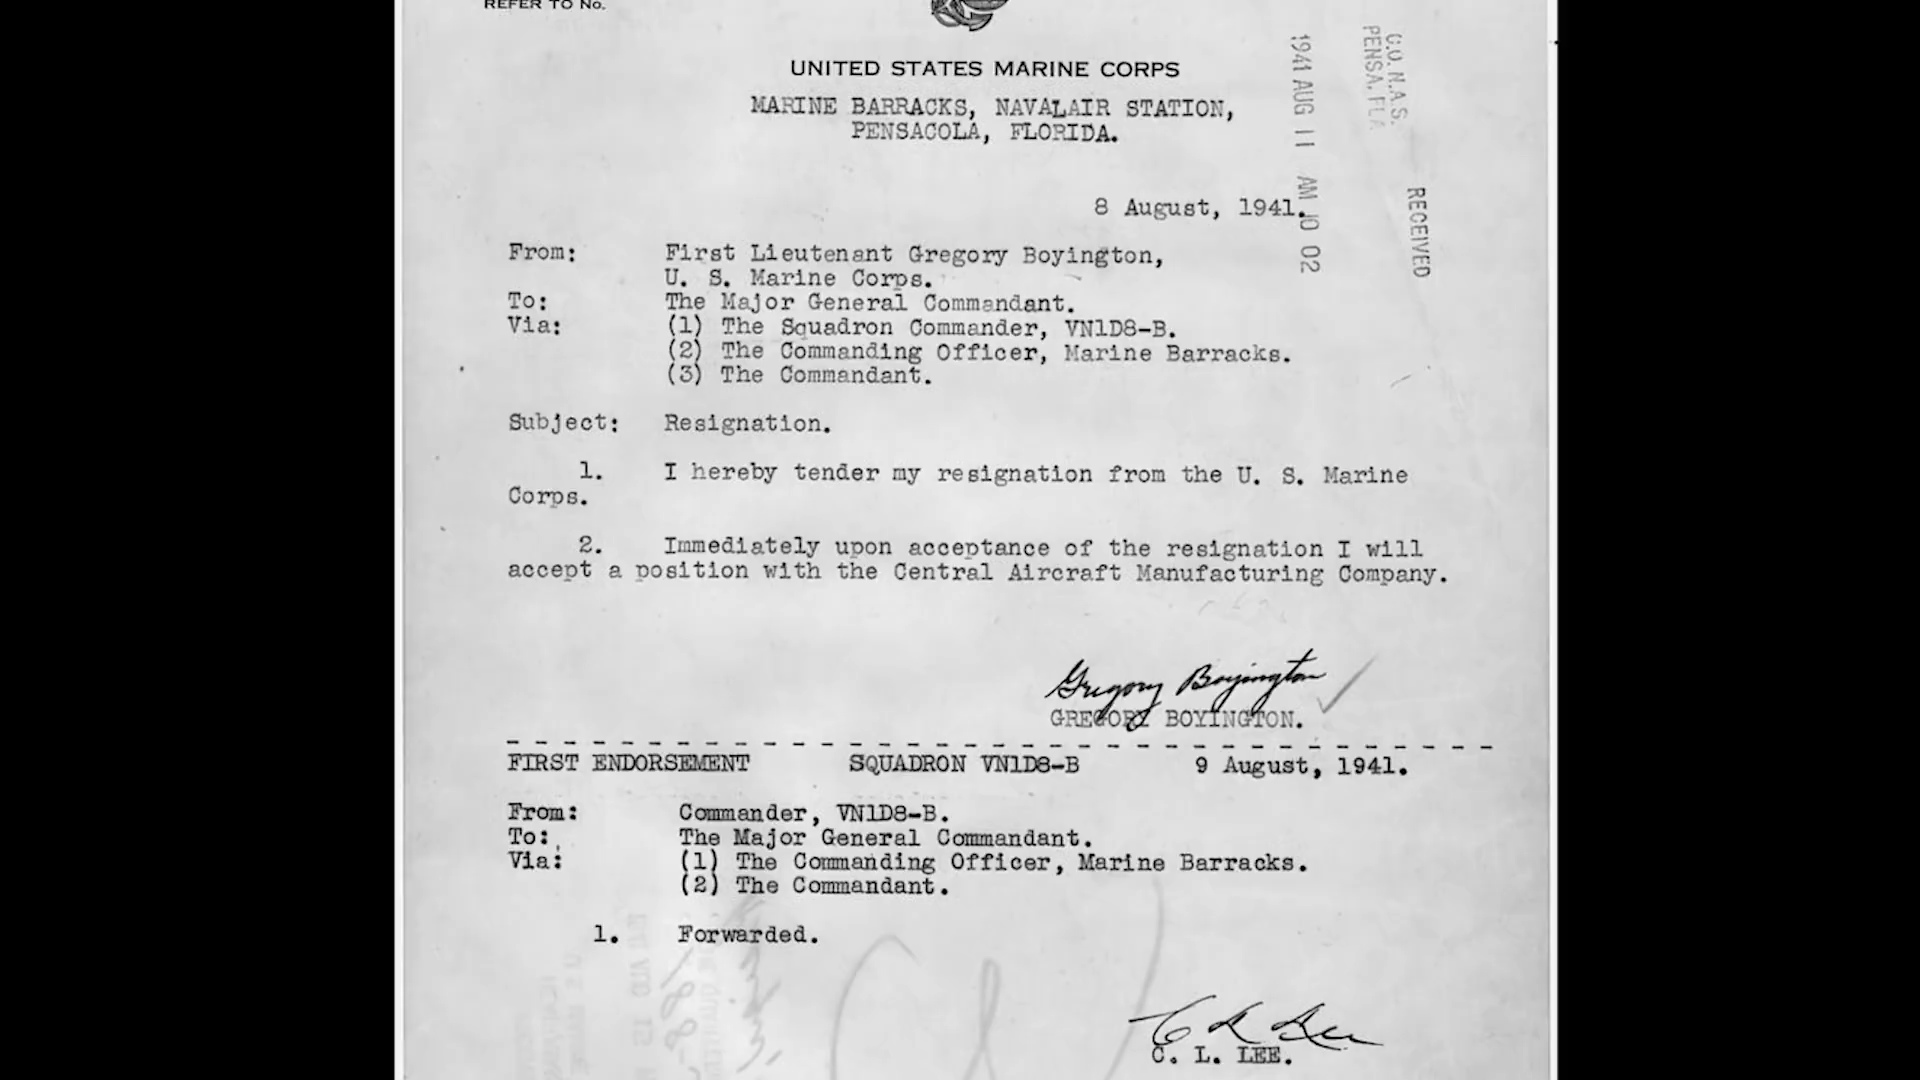 REFER TO No.
UNITED STATES MARINE CORPS
MARINE BARRACKS, NAVALAIR STATION,
PENSACOLA, FLORIDA.
C.O.N.A.S.
PENSA. FLA
1941 AUG 11 AM 10 02
RECEIVED
8 August, 1941.
From: First Lieutenant Gregory Boyington,
U. S. Marine Corps.
To: The Major General Commandant.
Via: (1) The Squadron Commander, VN1D8-B.
(2) The Commanding Officer, Marine Barracks.
(3) The Commandant.
Subject: Resignation.
1. I hereby tender my resignation from the U. S. Marine
Corps.
2. Immediately upon acceptance of the resignation I will
accept a position with the Central Aircraft Manufacturing Company.
Gregory Boyington
GREGORY BOYINGTON.
FIRST ENDORSEMENT SQUADRON VN1D8-B 9 August, 1941.
From: Commander, VN1D8-B.
To: The Major General Commandant.
Via: (1) The Commanding Officer, Marine Barracks.
(2) The Commandant.
1. Forwarded.
C L Lee
C. L. LEE.